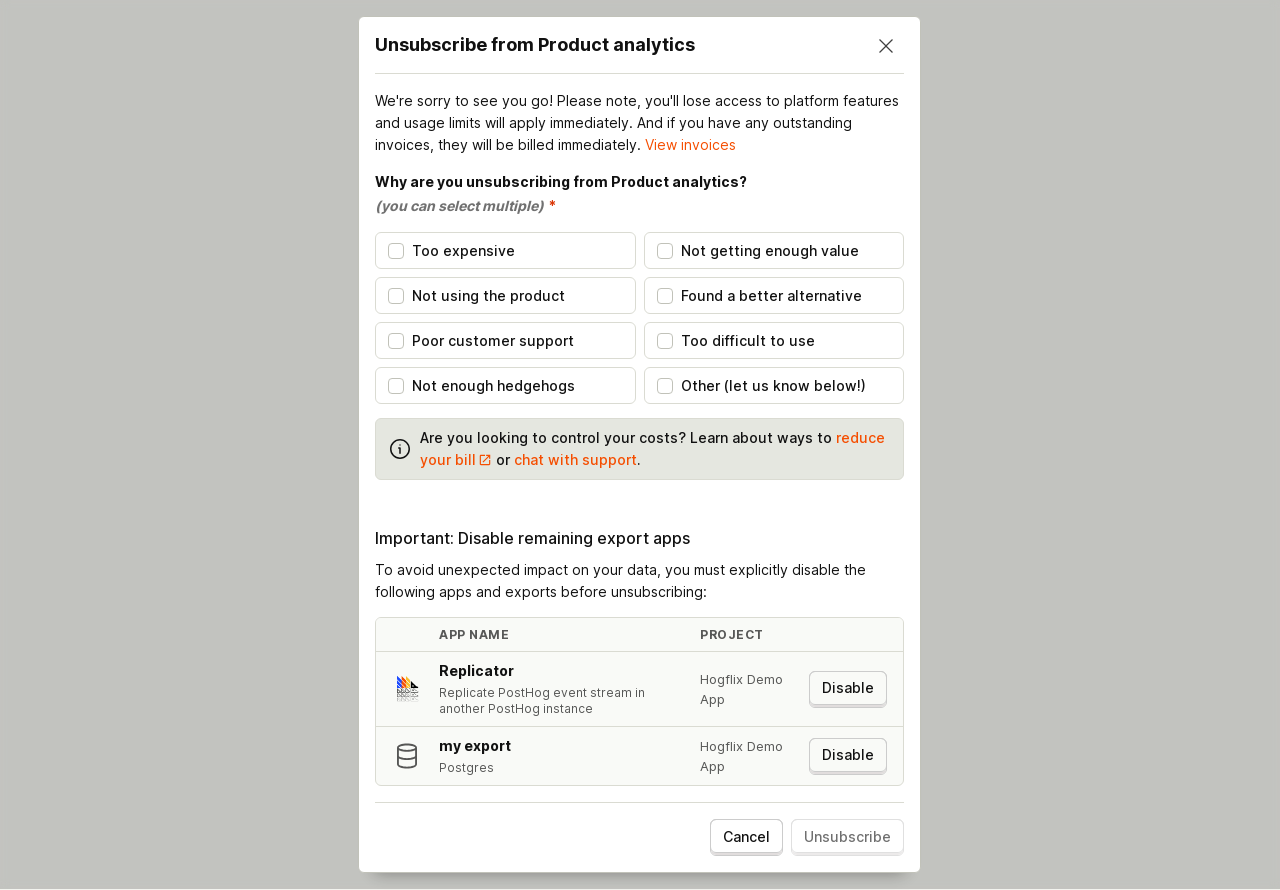 Unsubscribe from Product analytics
We're sorry to see you go! Please note, you'll lose access to platform features
and usage limits will apply immediately. And if you have any outstanding
invoices, they will be billed immediately. View invoices
Why are you unsubscribing from Product analytics?
(you can select multiple) *
Too expensive
Not getting enough value
Not using the product
Found a better alternative
Poor customer support
Too difficult to use
Not enough hedgehogs
Other (let us know below!)
Are you looking to control your costs? Learn about ways to reduce
your bill or chat with support.
Important: Disable remaining export apps
To avoid unexpected impact on your data, you must explicitly disable the
following apps and exports before unsubscribing:
APP NAME PROJECT
Replicator
Replicate PostHog event stream in
another PostHog instance
Hogflix Demo
App
Disable
my export
Postgres
Hogflix Demo
App
Disable
Cancel
Unsubscribe